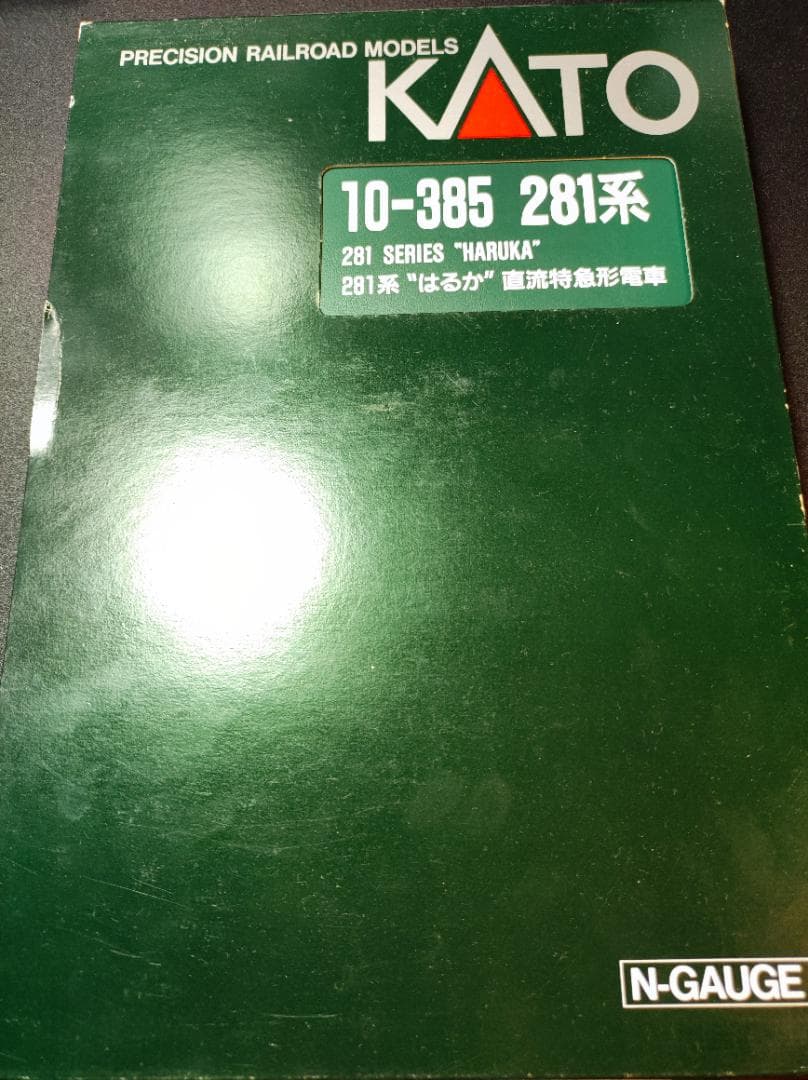 PRECISION RAILROAD MODELS
KATO
10-385 281系
281 SERIES "HARUKA"
281系 "はるか" 直流特急形電車
N-GAUGE